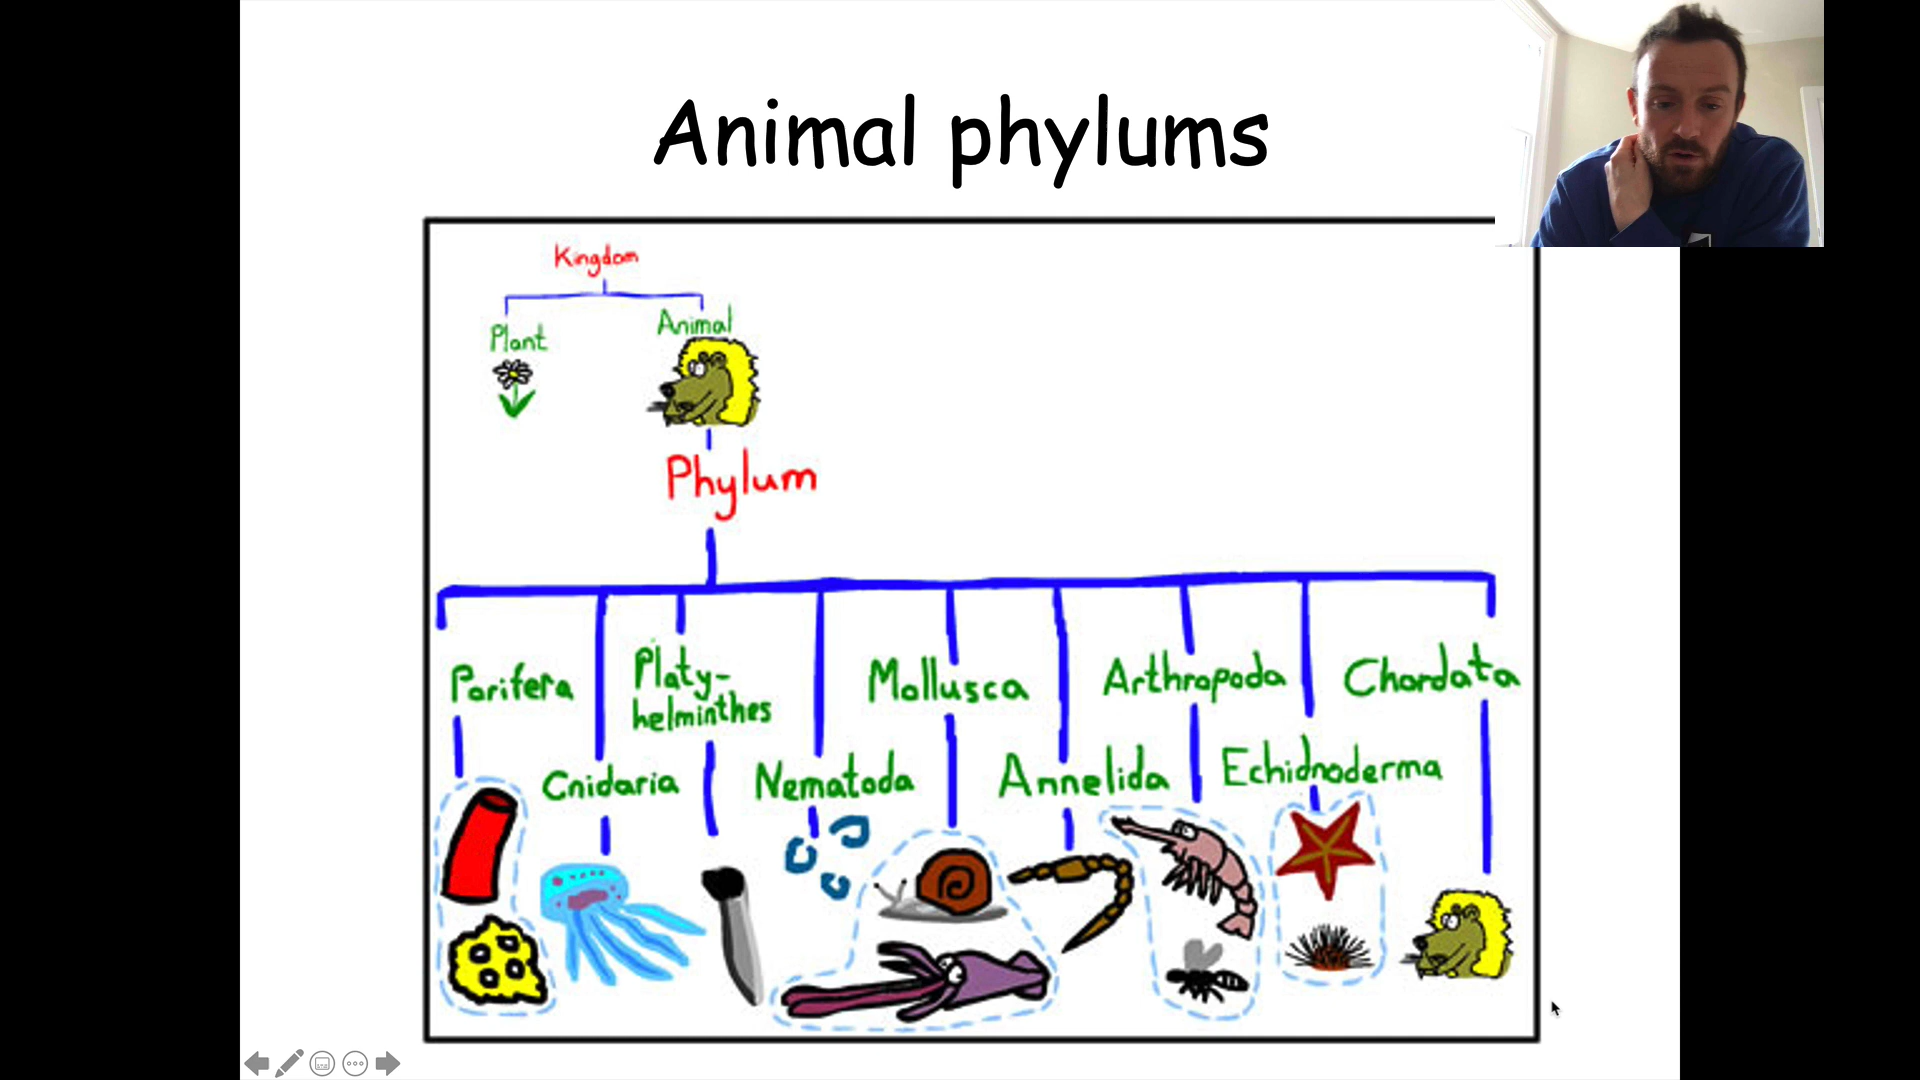 Animal phylums
Kingdom
Plant
Animal
Phylum
Porifera
Platy-
helminthes
Mollusca
Arthropoda
Chordata
Cnidaria
Nematoda
Annelida
Echidnoderma